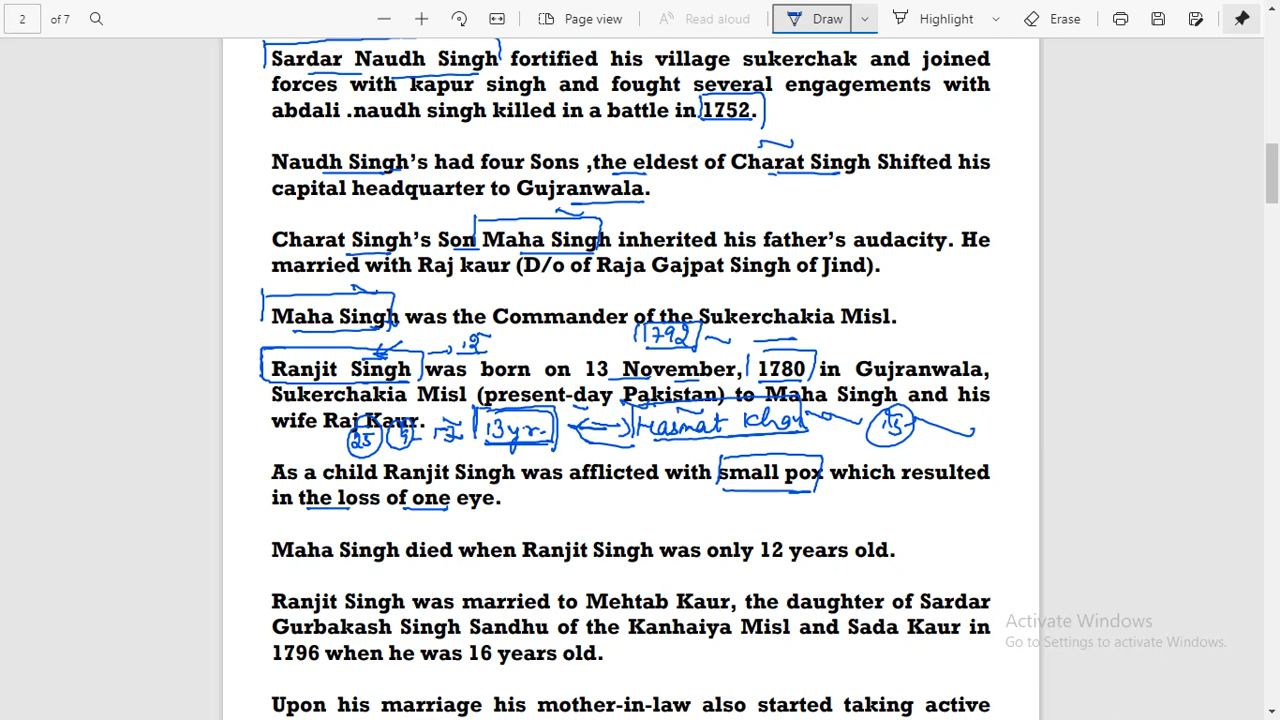 2 of 7 Page view Read aloud Draw Highlight Erase
Sardar Naudh Singh fortified his village sukerchak and joined
forces with kapur singh and fought several engagements with
abdali .naudh singh killed in a battle in 1752.
Naudh Singh's had four Sons ,the eldest of Charat Singh Shifted his
capital headquarter to Gujranwala.
Charat Singh's Son Maha Singh inherited his father's audacity. He
married with Raj kaur (D/o of Raja Gajpat Singh of Jind).
Maha Singh was the Commander of the Sukerchakia Misl.
12 1792
Ranjit Singh was born on 13 November, 1780 in Gujranwala,
Sukerchakia Misl (present-day Pakistan) to Maha Singh and his
wife Raj Kaur.
25 13 13yr. Hasmat Khan 15
As a child Ranjit Singh was afflicted with small pox which resulted
in the loss of one eye.
Maha Singh died when Ranjit Singh was only 12 years old.
Ranjit Singh was married to Mehtab Kaur, the daughter of Sardar
Gurbakash Singh Sandhu of the Kanhaiya Misl and Sada Kaur in
1796 when he was 16 years old.
Activate Windows
Go to Settings to activate Windows.
Upon his marriage his mother-in-law also started taking active